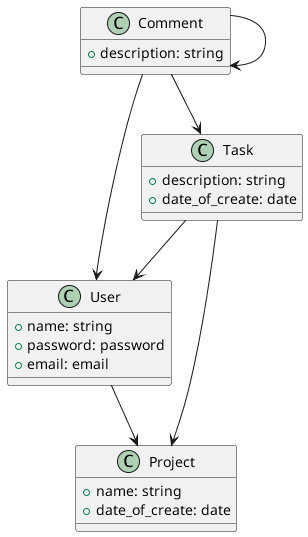 C Comment
description: string
C Task
description: string
date_of_create: date
C User
name: string
password: password
email: email
C Project
name: string
date_of_create: date